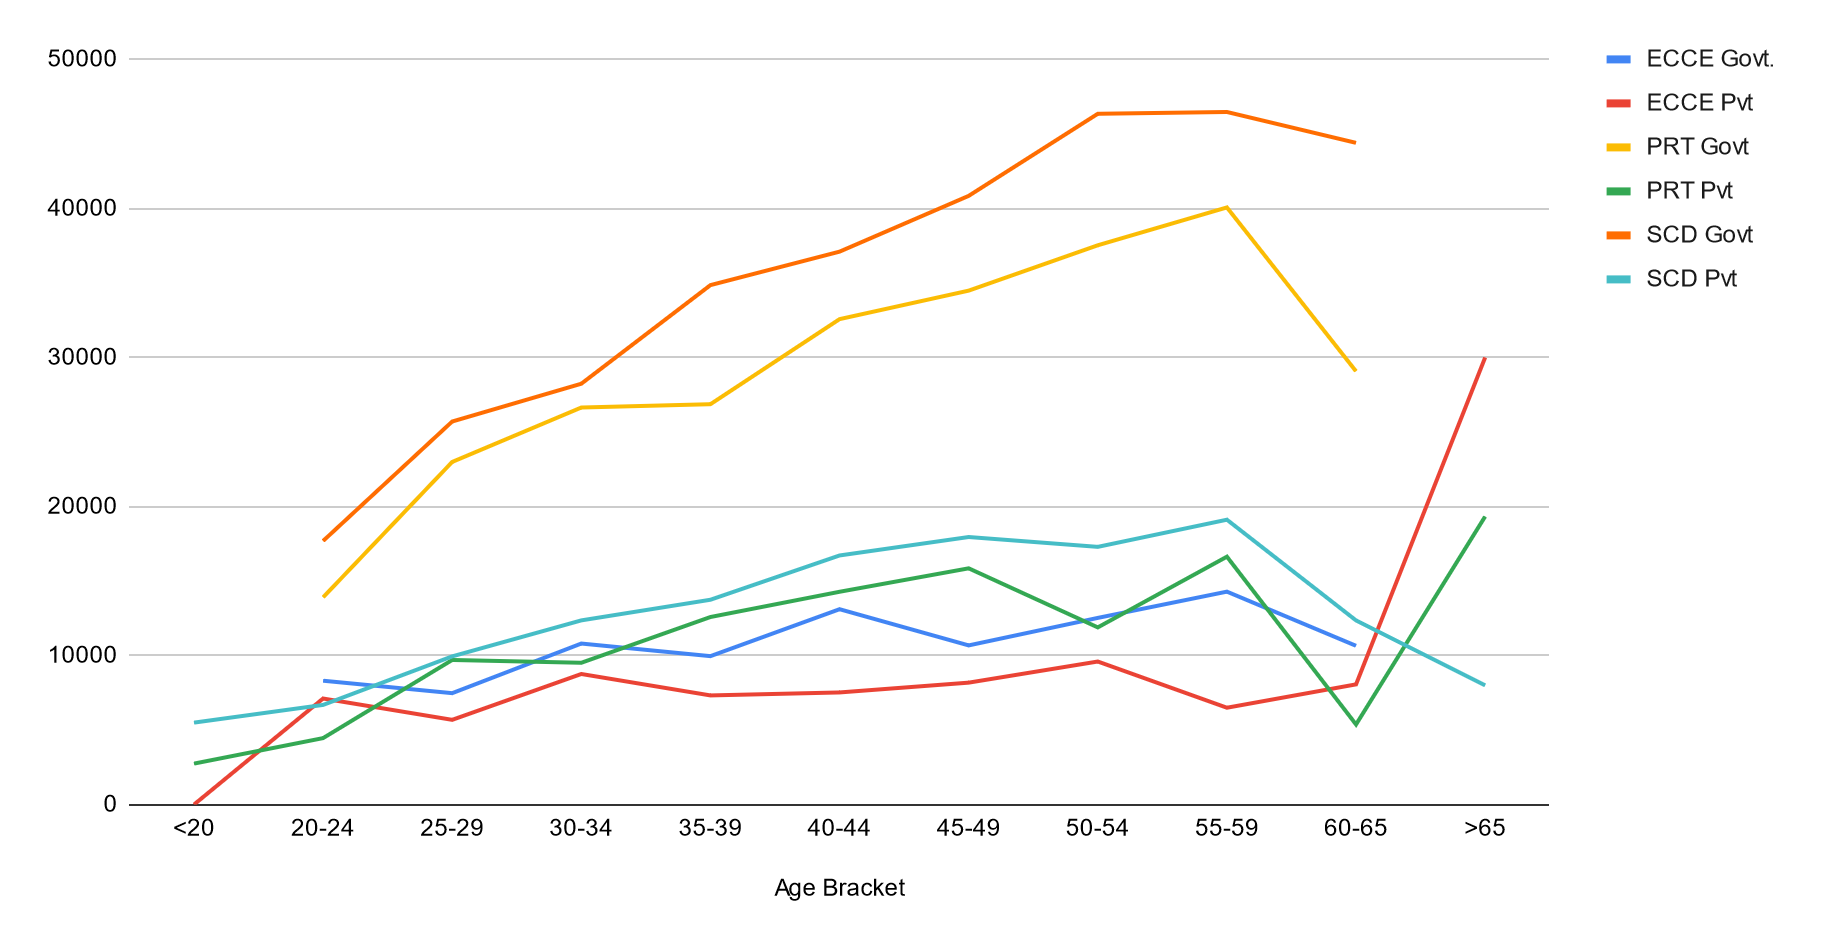 50000
40000
30000
20000
10000
0
<20
20-24
25-29
30-34
35-39
40-44
45-49
50-54
55-59
60-65
>65
Age Bracket
ECCE Govt.
ECCE Pvt
PRT Govt
PRT Pvt
SCD Govt
SCD Pvt